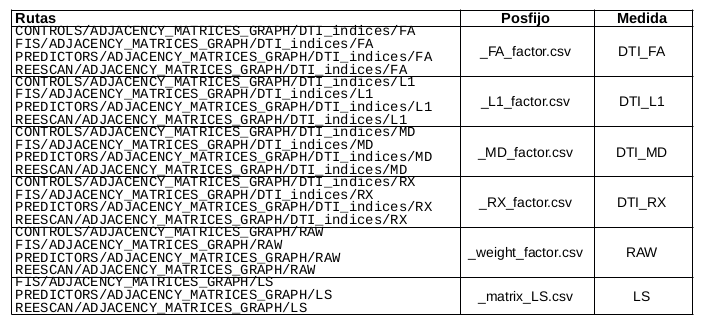 Rutas Posfijo Medida
CONTROLS/ADJACENCY_MATRICES_GRAPH/DTI_indices/FA
FIS/ADJACENCY_MATRICES_GRAPH/DTI_indices/FA
PREDICTORS/ADJACENCY_MATRICES_GRAPH/DTI_indices/FA
REESCAN/ADJACENCY_MATRICES_GRAPH/DTI_indices/FA
_FA_factor.csv DTI_FA
CONTROLS/ADJACENCY_MATRICES_GRAPH/DTI_indices/L1
FIS/ADJACENCY_MATRICES_GRAPH/DTI_indices/L1
PREDICTORS/ADJACENCY_MATRICES_GRAPH/DTI_indices/L1
REESCAN/ADJACENCY_MATRICES_GRAPH/DTI_indices/L1
_L1_factor.csv DTI_L1
CONTROLS/ADJACENCY_MATRICES_GRAPH/DTI_indices/MD
FIS/ADJACENCY_MATRICES_GRAPH/DTI_indices/MD
PREDICTORS/ADJACENCY_MATRICES_GRAPH/DTI_indices/MD
REESCAN/ADJACENCY_MATRICES_GRAPH/DTI_indices/MD
_MD_factor.csv DTI_MD
CONTROLS/ADJACENCY_MATRICES_GRAPH/DTI_indices/RX
FIS/ADJACENCY_MATRICES_GRAPH/DTI_indices/RX
PREDICTORS/ADJACENCY_MATRICES_GRAPH/DTI_indices/RX
REESCAN/ADJACENCY_MATRICES_GRAPH/DTI_indices/RX
_RX_factor.csv DTI_RX
CONTROLS/ADJACENCY_MATRICES_GRAPH/RAW
FIS/ADJACENCY_MATRICES_GRAPH/RAW
PREDICTORS/ADJACENCY_MATRICES_GRAPH/RAW
REESCAN/ADJACENCY_MATRICES_GRAPH/RAW
_weight_factor.csv RAW
FIS/ADJACENCY_MATRICES_GRAPH/LS
PREDICTORS/ADJACENCY_MATRICES_GRAPH/LS
REESCAN/ADJACENCY_MATRICES_GRAPH/LS
_matrix_LS.csv LS